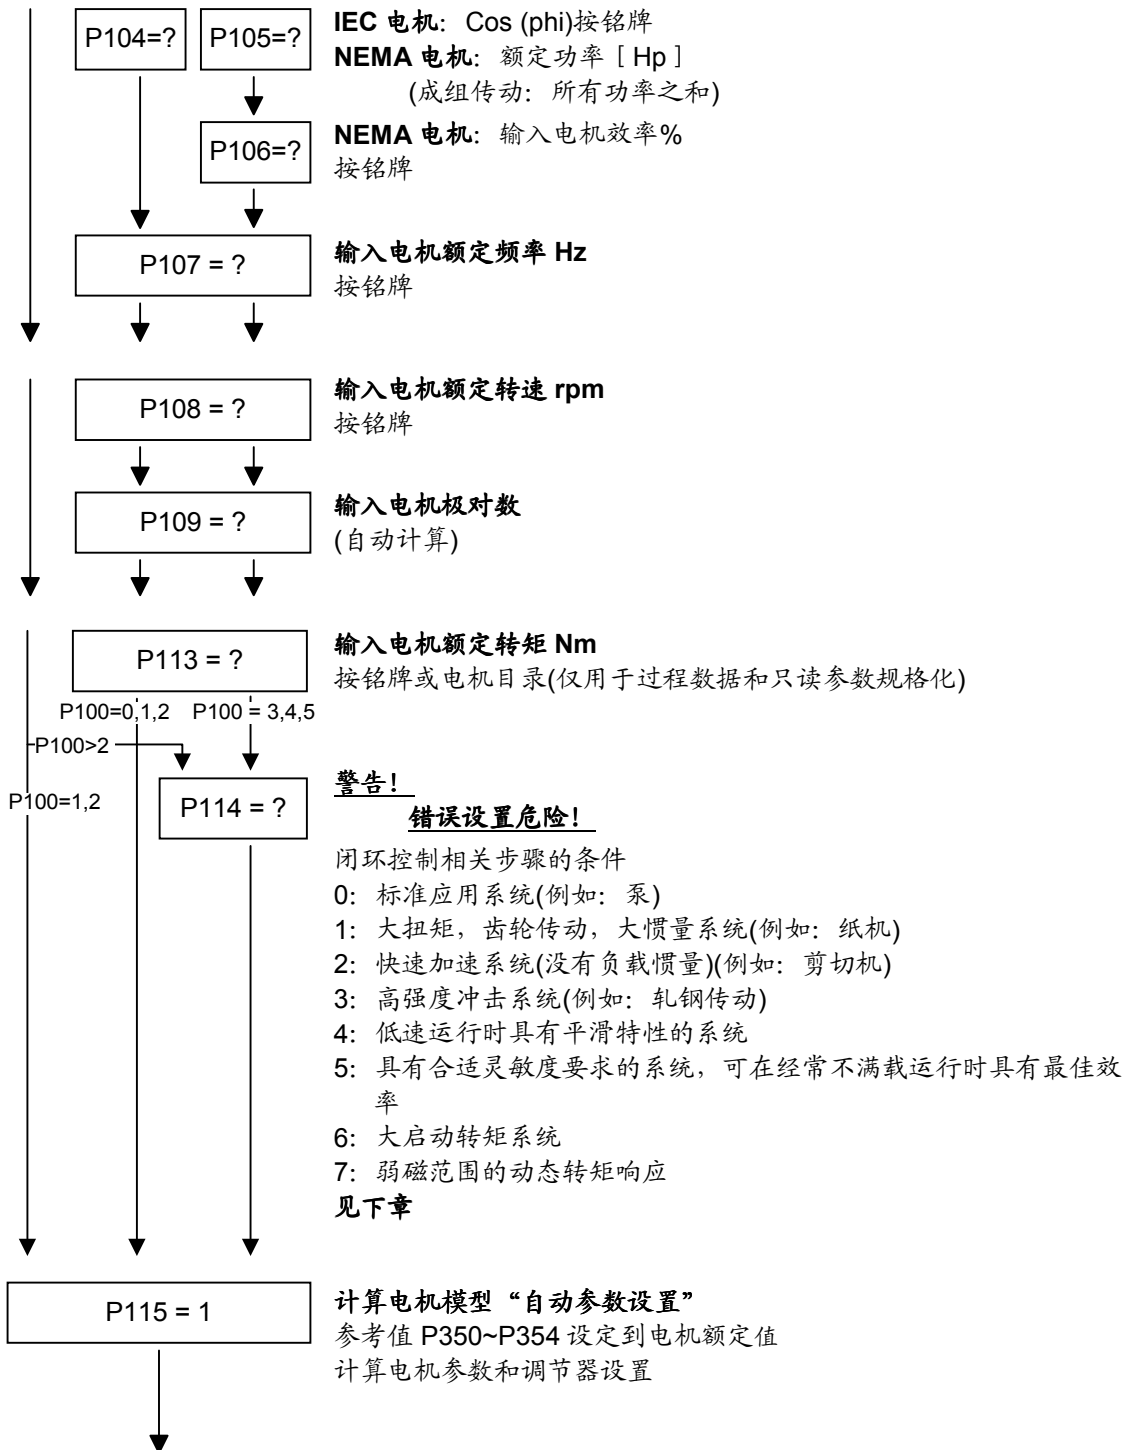 IEC 电机：Cos (phi)按铭牌
P104=? P105=?
NEMA 电机：额定功率［Hp］
(成组传动：所有功率之和)
P106=?
NEMA 电机：输入电机效率%
按铭牌
P107 = ?
输入电机额定频率 Hz
按铭牌
P108 = ?
输入电机额定转速 rpm
按铭牌
P109 = ?
输入电机极对数
(自动计算)
P113 = ?
输入电机额定转矩 Nm
按铭牌或电机目录(仅用于过程数据和只读参数规格化)
P100=0,1,2 P100 = 3,4,5
P100>2
P100=1,2
P114 = ?
警告！
错误设置危险！
闭环控制相关步骤的条件
0：标准应用系统(例如：泵)
1：大扭矩，齿轮传动，大惯量系统(例如：纸机)
2：快速加速系统(没有负载惯量)(例如：剪切机)
3：高强度冲击系统(例如：轧钢传动)
4：低速运行时具有平滑特性的系统
5：具有合适灵敏度要求的系统，可在经常不满载运行时具有最佳效
率
6：大启动转矩系统
7：弱磁范围的动态转矩响应
见下章
P115 = 1
计算电机模型“自动参数设置”
参考值 P350~P354 设定到电机额定值
计算电机参数和调节器设置